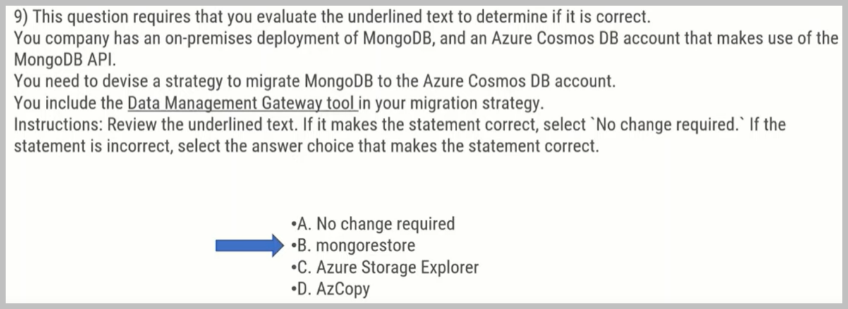 9) This question requires that you evaluate the underlined text to determine if it is correct.
You company has an on-premises deployment of MongoDB, and an Azure Cosmos DB account that makes use of the
MongoDB API.
You need to devise a strategy to migrate MongoDB to the Azure Cosmos DB account.
You include the Data Management Gateway tool in your migration strategy.
Instructions: Review the underlined text. If it makes the statement correct, select `No change required.` If the
statement is incorrect, select the answer choice that makes the statement correct.
•A. No change required
•B. mongorestore
•C. Azure Storage Explorer
•D. AzCopy